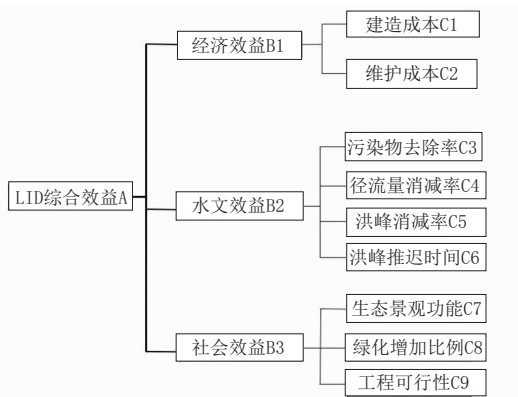 LID综合效益A
经济效益B1
建造成本C1
维护成本C2
水文效益B2
污染物去除率C3
径流量消减率C4
洪峰消减率C5
洪峰推迟时间C6
社会效益B3
生态景观功能C7
绿化增加比例C8
工程可行性C9